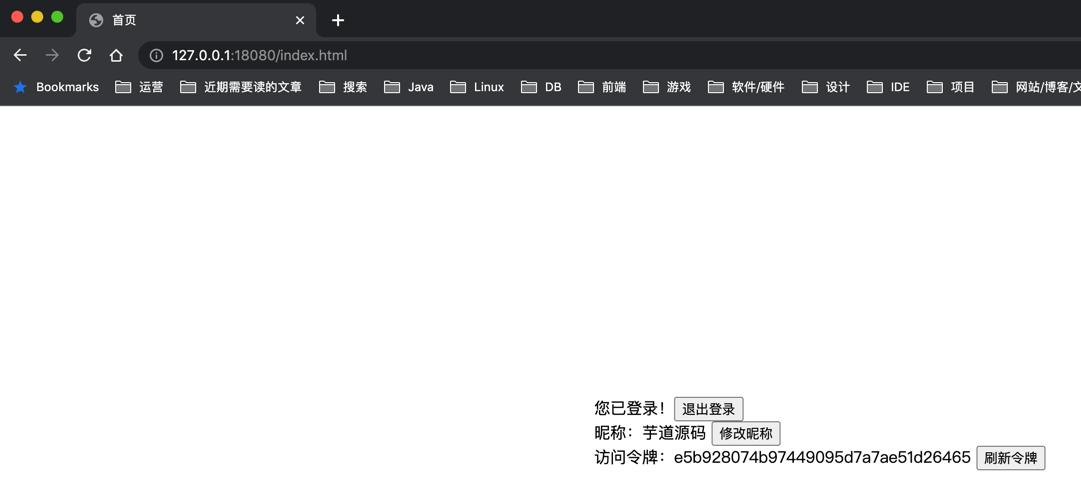 首页
127.0.0.1:18080/index.html
Bookmarks 运营 近期需要读的文章 搜索 Java Linux DB 前端 游戏 软件/硬件 设计 IDE 项目 网站/博客/文
您已登录！ 退出登录
昵称：芋道源码 修改昵称
访问令牌：e5b928074b97449095d7a7ae51d26465 刷新令牌